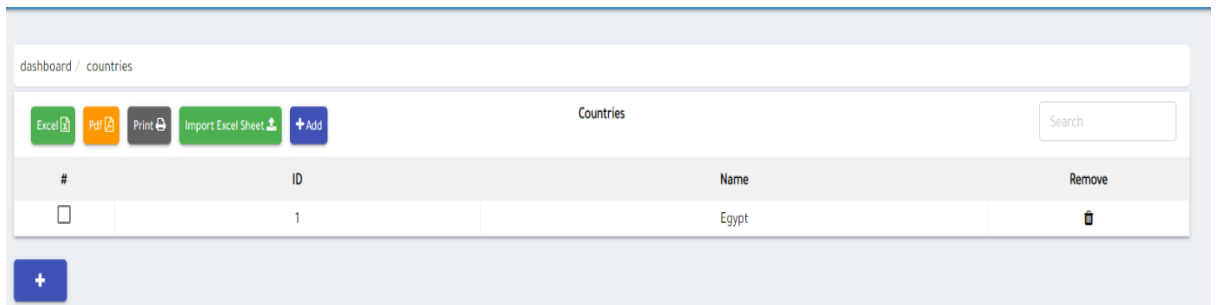 dashboard / countries
Excel Pdf Print Import Excel Sheet + Add Countries Search
# ID Name Remove
1 Egypt
+